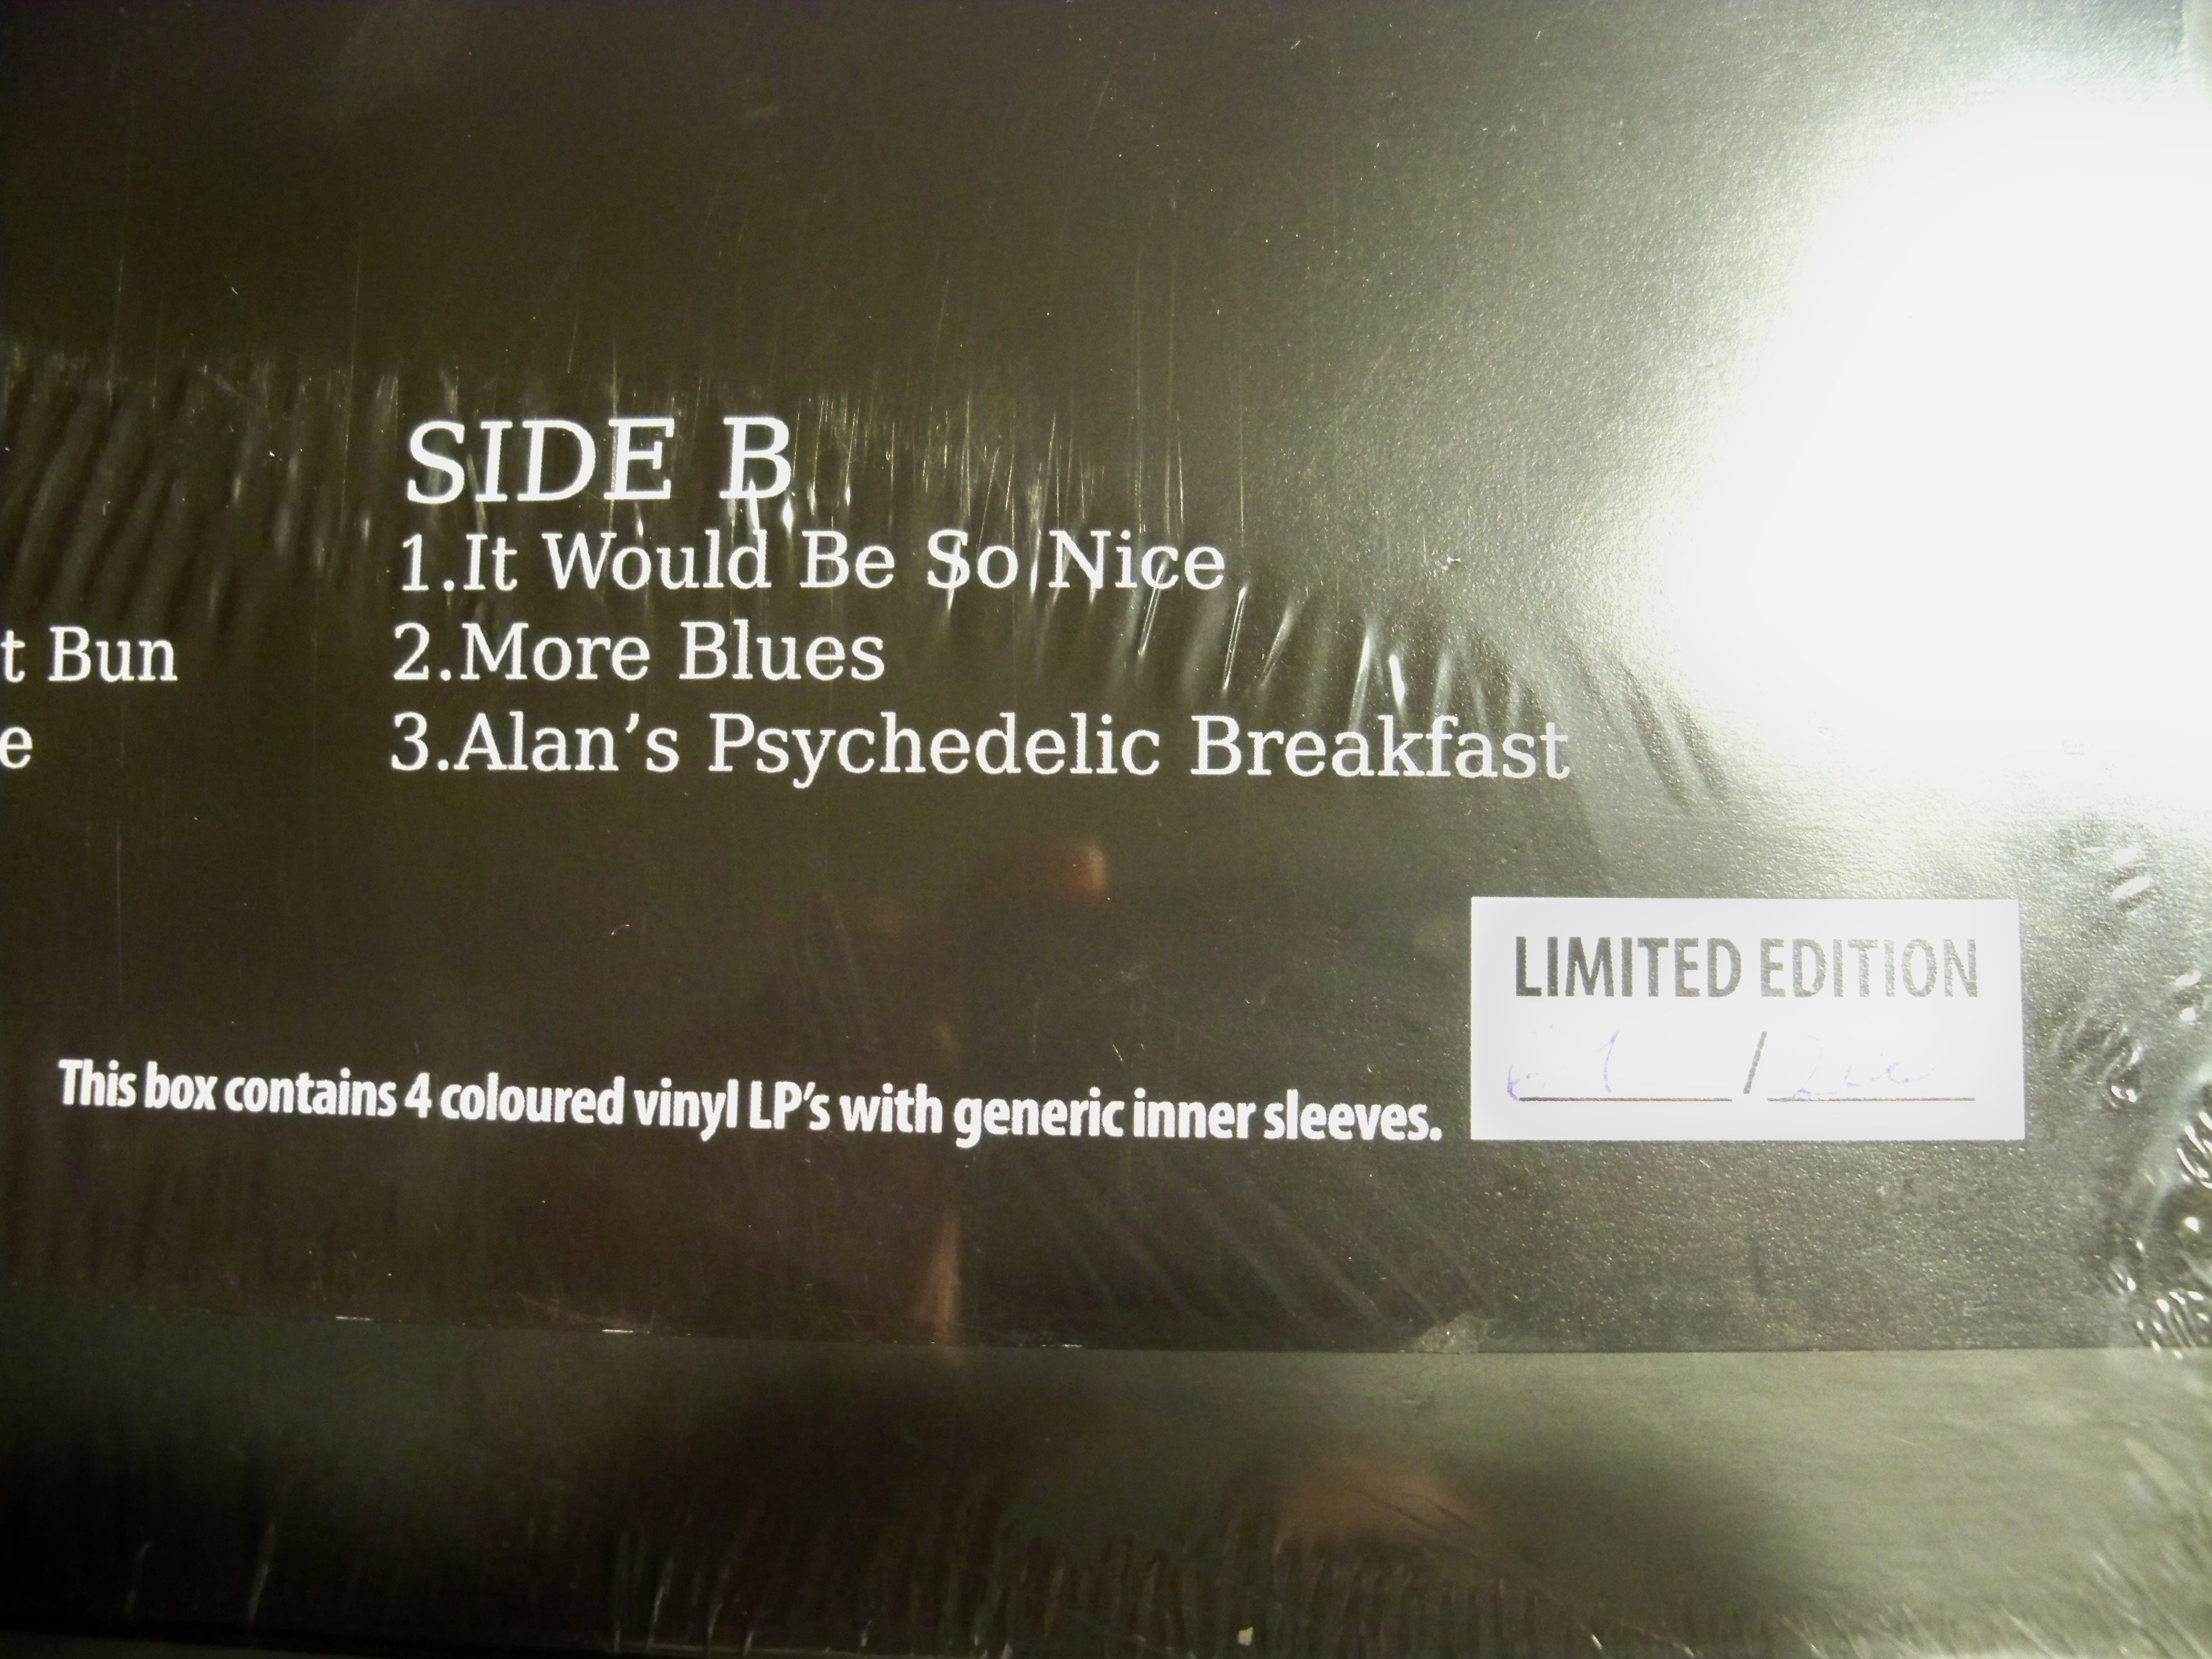 SIDE B
1.It Would Be So Nice
t Bun
2.More Blues
e
3.Alan's Psychedelic Breakfast
LIMITED EDITION
/
This box contains 4 coloured vinyl LP's with generic inner sleeves.